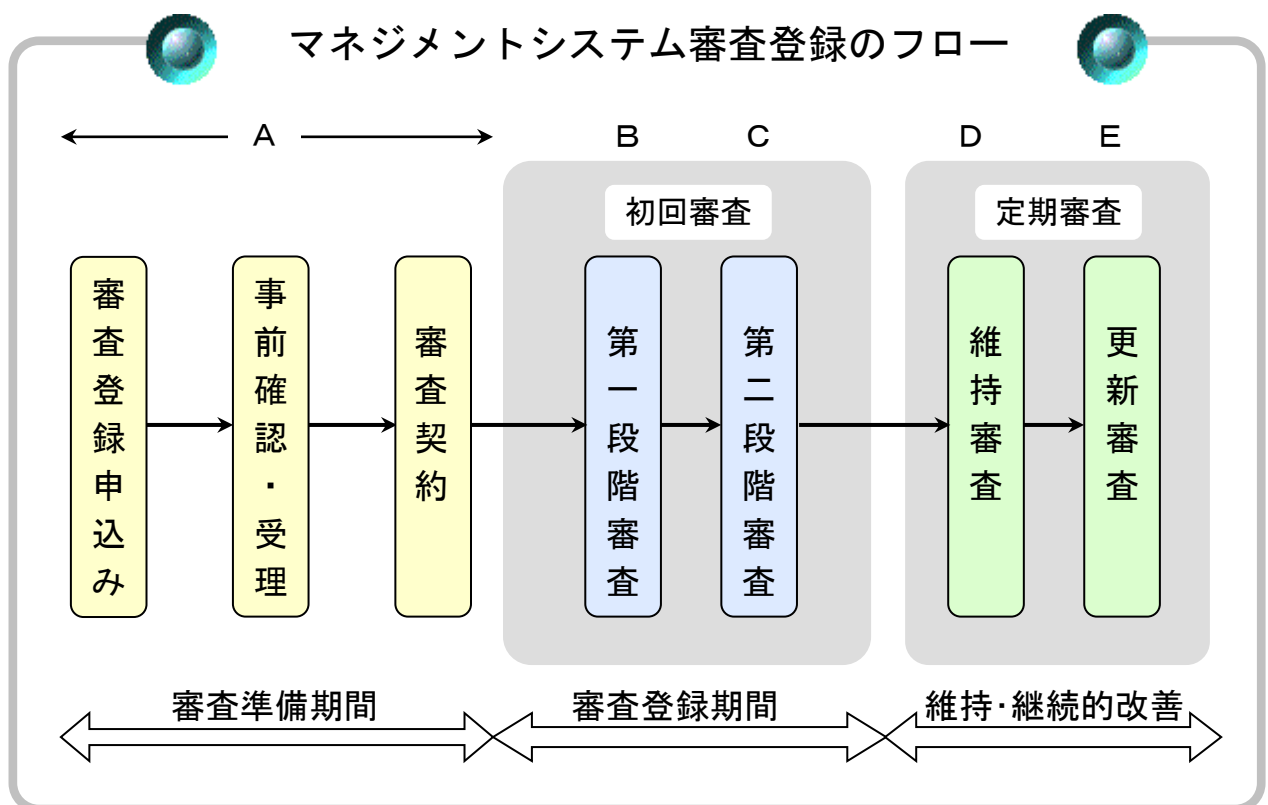 マネジメントシステム審査登録のフロー
A
B
C
D
E
初回審査
定期審査
審査登録申込み
事前確認・受理
審査契約
第一段階審査
第二段階審査
維持審査
更新審査
審査準備期間
審査登録期間
維持・継続的改善